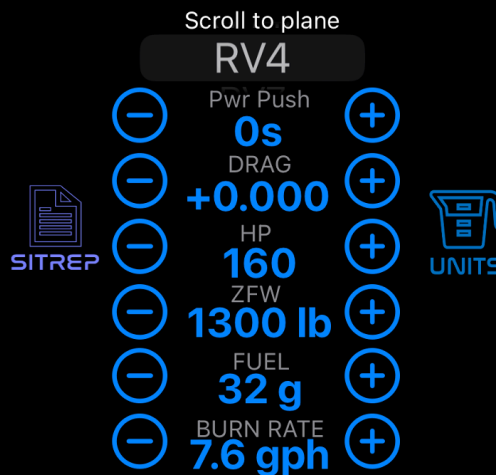 Scroll to plane
RV4
Pwr Push
0s
DRAG
+0.000
HP
160
SITREP
UNITS
ZFW
1300 lb
FUEL
32 g
BURN RATE
7.6 gph